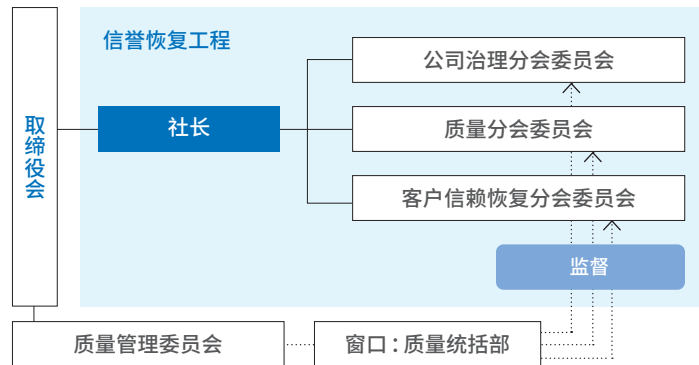 信誉恢复工程
取缔役会
社长
公司治理分会委员会
质量分会委员会
客户信赖恢复分会委员会
监督
质量管理委员会
窗口：质量统括部